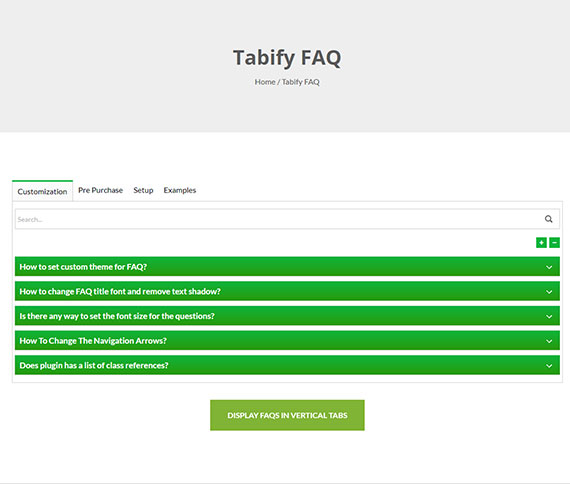 Tabify FAQ
Home / Tabify FAQ
Customization Pre Purchase Setup Examples
Search...
How to set custom theme for FAQ?
How to change FAQ title font and remove text shadow?
Is there any way to set the font size for the questions?
How To Change The Navigation Arrows?
Does plugin has a list of class references?
DISPLAY FAQS IN VERTICAL TABS